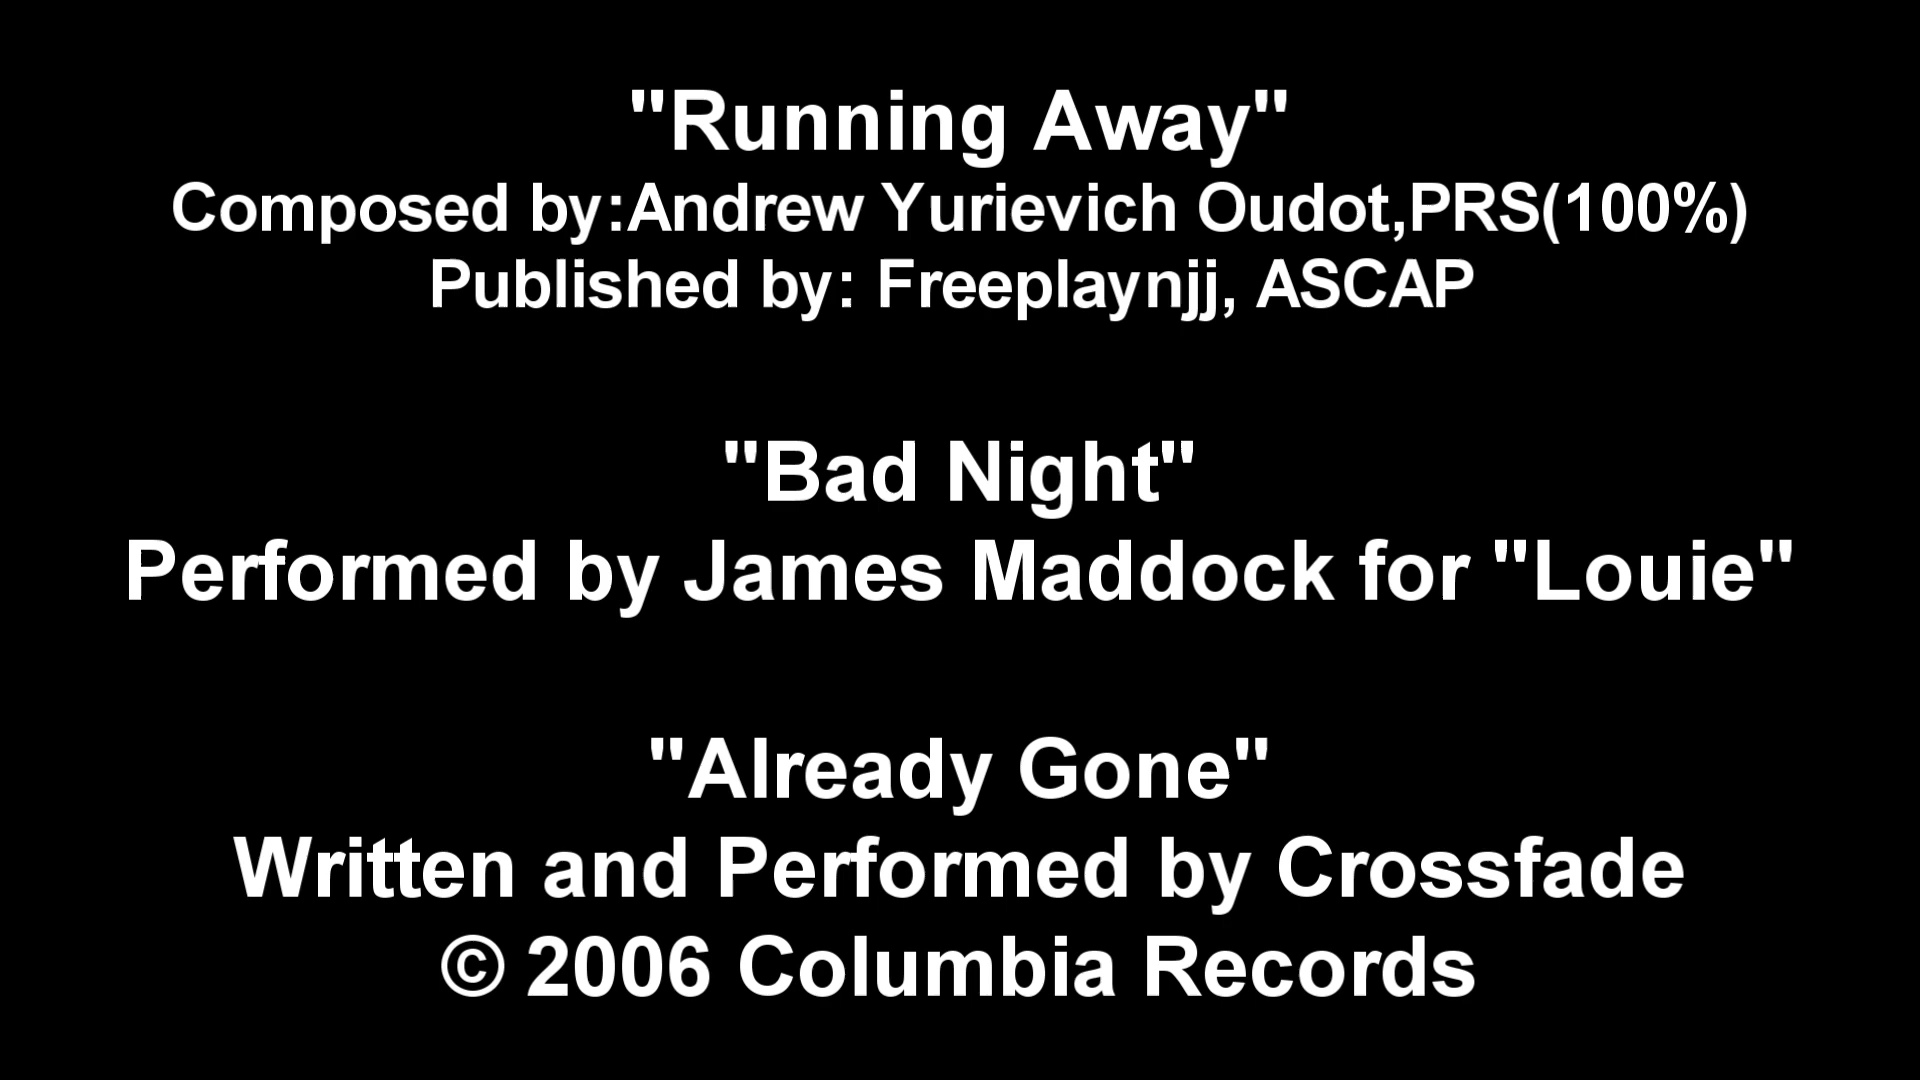 "Running Away"
Composed by:Andrew Yurievich Oudot,PRS(100%)
Published by: Freeplaynjj, ASCAP
"Bad Night"
Performed by James Maddock for "Louie"
"Already Gone"
Written and Performed by Crossfade
© 2006 Columbia Records